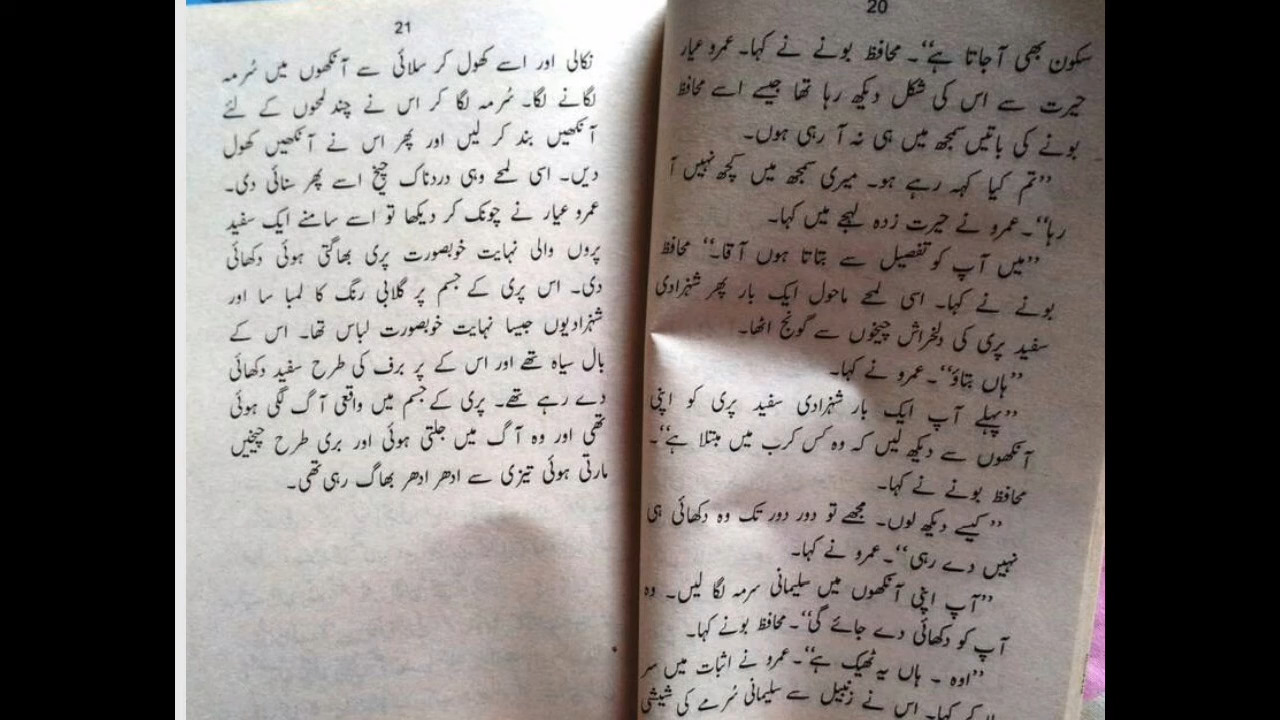 20
سکون بھی آ جاتا ہے‘‘۔ محافظ بونے نے کہا۔ عمرو عیار
حیرت سے اس کی شکل دیکھ رہا تھا جیسے اسے محافظ
بونے کی باتیں سمجھ میں ہی نہ آ رہی ہوں۔
’’تم کیا کہہ رہے ہو۔ میری سمجھ میں کچھ نہیں آ
رہا‘‘۔ عمرو نے حیرت زدہ لہجے میں کہا۔
’’میں آپ کو تفصیل سے بتاتا ہوں آقا۔‘‘ محافظ
بونے نے کہا۔ اسی لمحے ماحول ایک بار پھر شہزادی
سفید پری کی دلخراش چیخوں سے گونج اٹھا۔
’’ہاں بتاؤ‘‘۔ عمرو نے کہا۔
’’پہلے آپ ایک بار شہزادی سفید پری کو اپنی
آنکھوں سے دیکھ لیں کہ وہ کس کرب میں مبتلا ہے‘‘۔
محافظ بونے نے کہا۔
’’کیسے دیکھ لوں۔ مجھے تو دور دور تک وہ دکھائی ہی
نہیں دے رہی‘‘۔ عمرو نے کہا۔
’’آپ اپنی آنکھوں میں سلیمانی سرمہ لگا لیں۔ وہ
آپ کو دکھائی دے جائے گی‘‘۔ محافظ بونے کہا۔
’’اوہ ۔ ہاں یہ ٹھیک ہے‘‘۔ عمرو نے اثبات میں سر
کہا۔ اس نے زنبیل سے سلیمانی سُرمے کی شیشی
21
نکالی اور اسے کھول کر سلائی سے آنکھوں میں سُرمہ
لگانے لگا۔ سُرمہ لگا کر اس نے چند لمحوں کے لئے
آنکھیں بند کر لیں اور پھر اس نے آنکھیں کھول
دیں۔ اسی لمحے وہی دردناک چیخ اسے پھر سنائی دی۔
عمرو عیار نے چونک کر دیکھا تو اسے سامنے ایک سفید
پروں والی نہایت خوبصورت پری بھاگتی ہوئی دکھائی
دی۔ اس پری کے جسم پر گلابی رنگ کا لمبا سا اور
شہزادیوں جیسا نہایت خوبصورت لباس تھا۔ اس کے
بال سیاہ تھے اور اس کے پر برف کی طرح سفید دکھائی
دے رہے تھے۔ پری کے جسم میں واقعی آگ لگی ہوئی
تھی اور وہ آگ میں جلتی ہوئی اور بری طرح چیخیں
مارتی ہوئی تیزی سے ادھر ادھر بھاگ رہی تھی۔